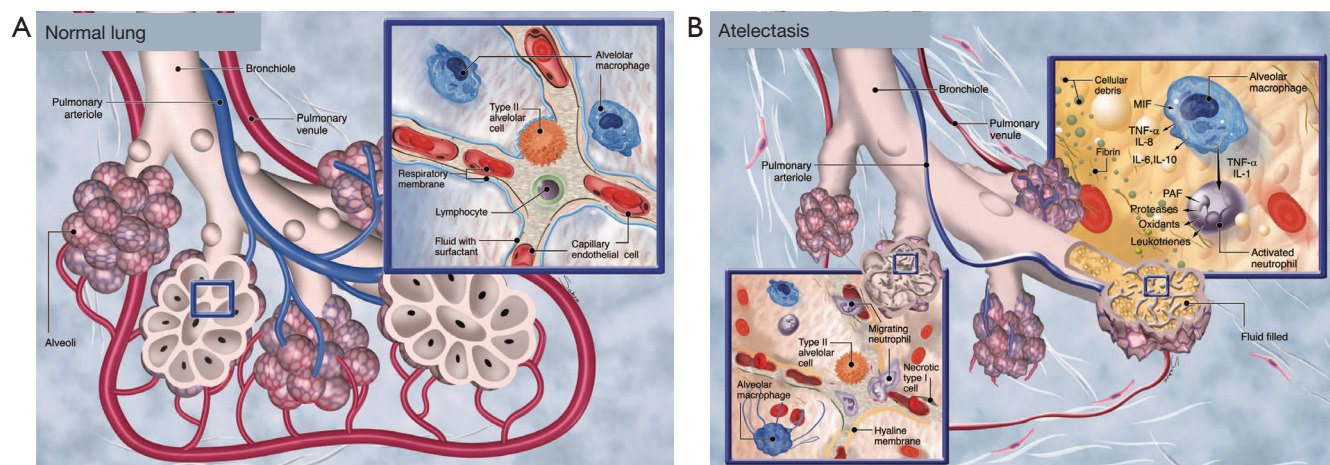 A
Normal lung
Bronchiole
Pulmonary
arteriole
Pulmonary
venule
Alveoli
Alvelolar
macrophage
Type II
alvelolar
cell
Respiratory
membrane
Lymphocyte
Fluid with
surfactant
Capillary
endothelial cell
B
Atelectasis
Bronchiole
Pulmonary
venule
Pulmonary
arteriole
Cellular
debris
Fibrin
MIF
Alveolar
macrophage
TNF-α
IL-8
IL-6,IL-10
TNF-α
IL-1
PAF
Proteases
Oxidants
Leukotrienes
Activated
neutrophil
Fluid filled
Migrating
neutrophil
Type II
alvelolar
cell
Necrotic
type I
cell
Alveolar
macrophage
Hyaline
membrane